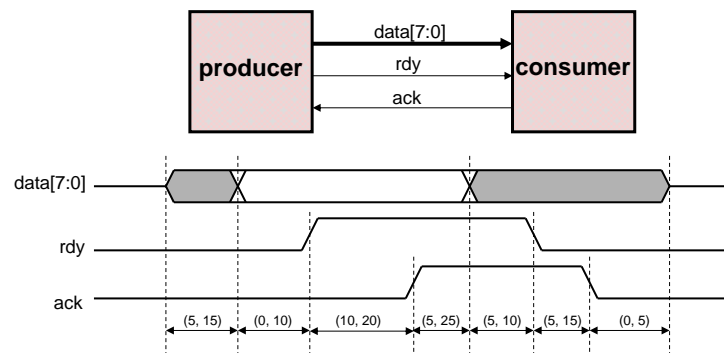 data[7:0]
producer
rdy
consumer
ack
data[7:0]
rdy
ack
(5, 15) (0, 10) (10, 20) (5, 25) (5, 10) (5, 15) (0, 5)